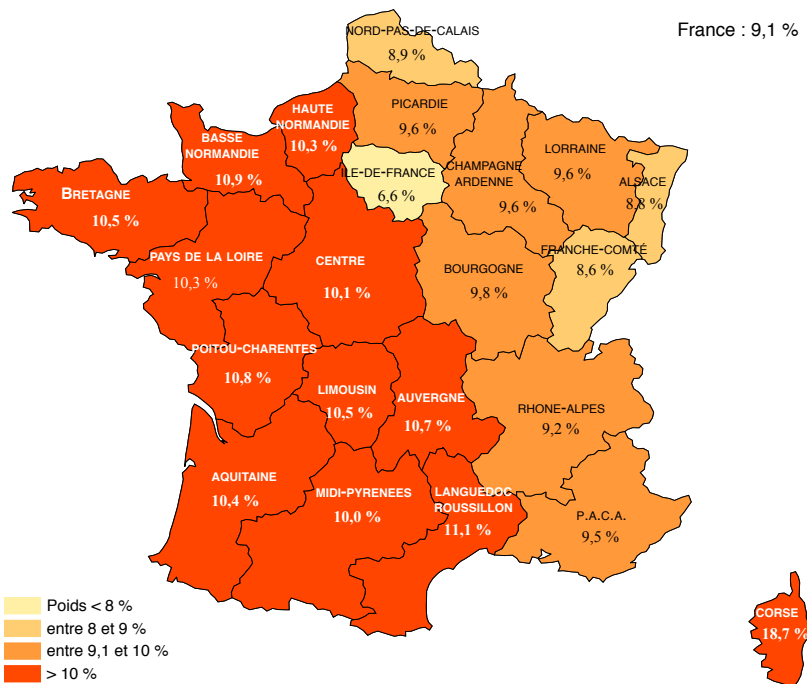 NORD-PAS-DE-CALAIS
8,9 %
France : 9,1 %
PICARDIE
9,6 %
HAUTE
NORMANDIE
10,3 %
BASSE
NORMANDIE
10,9 %
ILE-DE-FRANCE
6,6 %
CHAMPAGNE
ARDENNE
9,6 %
LORRAINE
9,6 %
ALSACE
8,8 %
BRETAGNE
10,5 %
PAYS DE LA LOIRE
10,3 %
CENTRE
10,1 %
BOURGOGNE
9,8 %
FRANCHE-COMTÉ
8,6 %
POITOU-CHARENTES
10,8 %
LIMOUSIN
10,5 %
AUVERGNE
10,7 %
RHONE-ALPES
9,2 %
AQUITAINE
10,4 %
MIDI-PYRENEES
10,0 %
LANGUEDOC
ROUSSILLON
11,1 %
P.A.C.A.
9,5 %
CORSE
18,7 %
Poids < 8 %
entre 8 et 9 %
entre 9,1 et 10 %
> 10 %